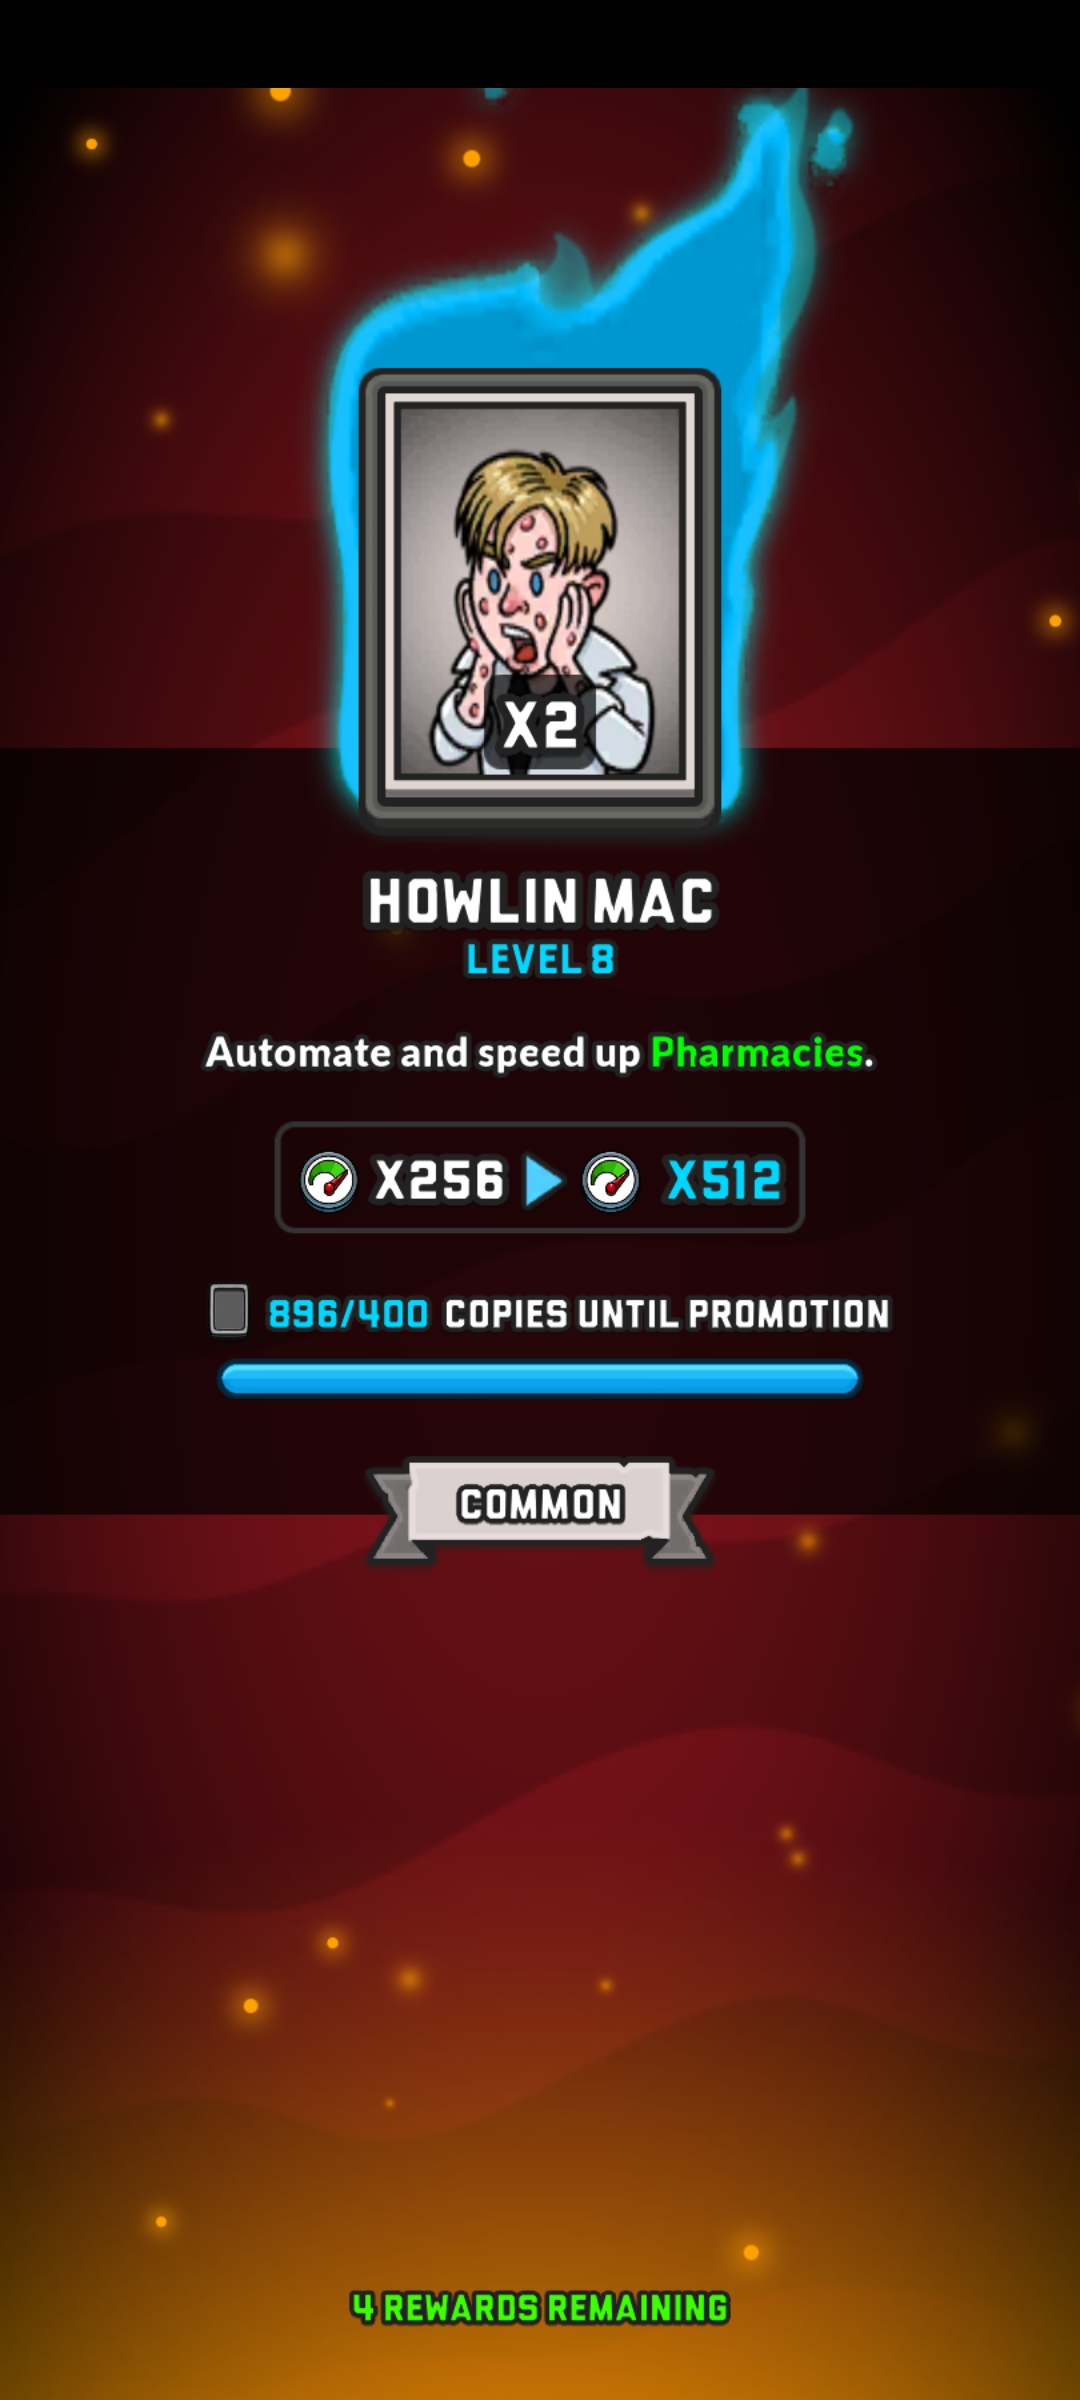 X2
HOWLIN MAC
LEVEL 8
Automate and speed up Pharmacies.
X256 X512
896/400 COPIES UNTIL PROMOTION
COMMON
4 REWARDS REMAINING